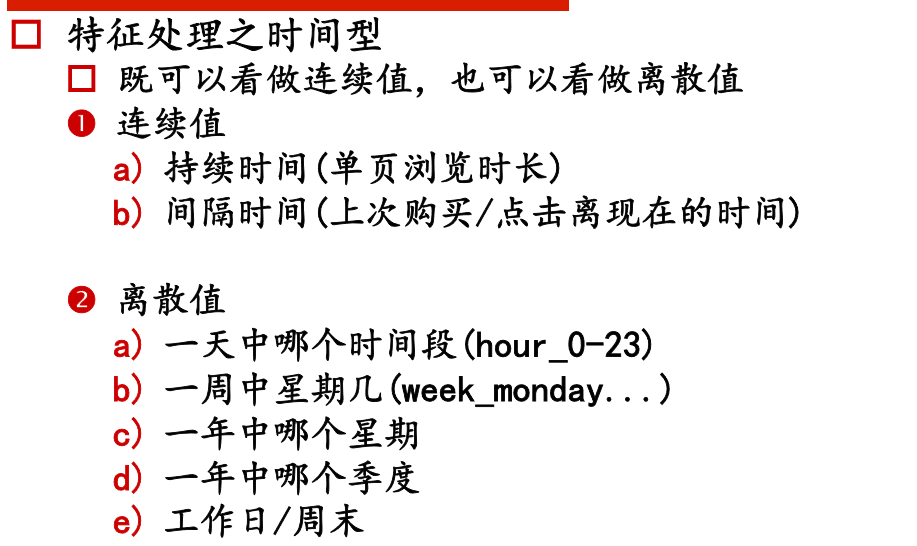 特征处理之时间型
既可以看做连续值，也可以看做离散值
❶ 连续值
a) 持续时间(单页浏览时长)
b) 间隔时间(上次购买/点击离现在的时间)
❷ 离散值
a) 一天中哪个时间段(hour_0-23)
b) 一周中星期几(week_monday...)
c) 一年中哪个星期
d) 一年中哪个季度
e) 工作日/周末